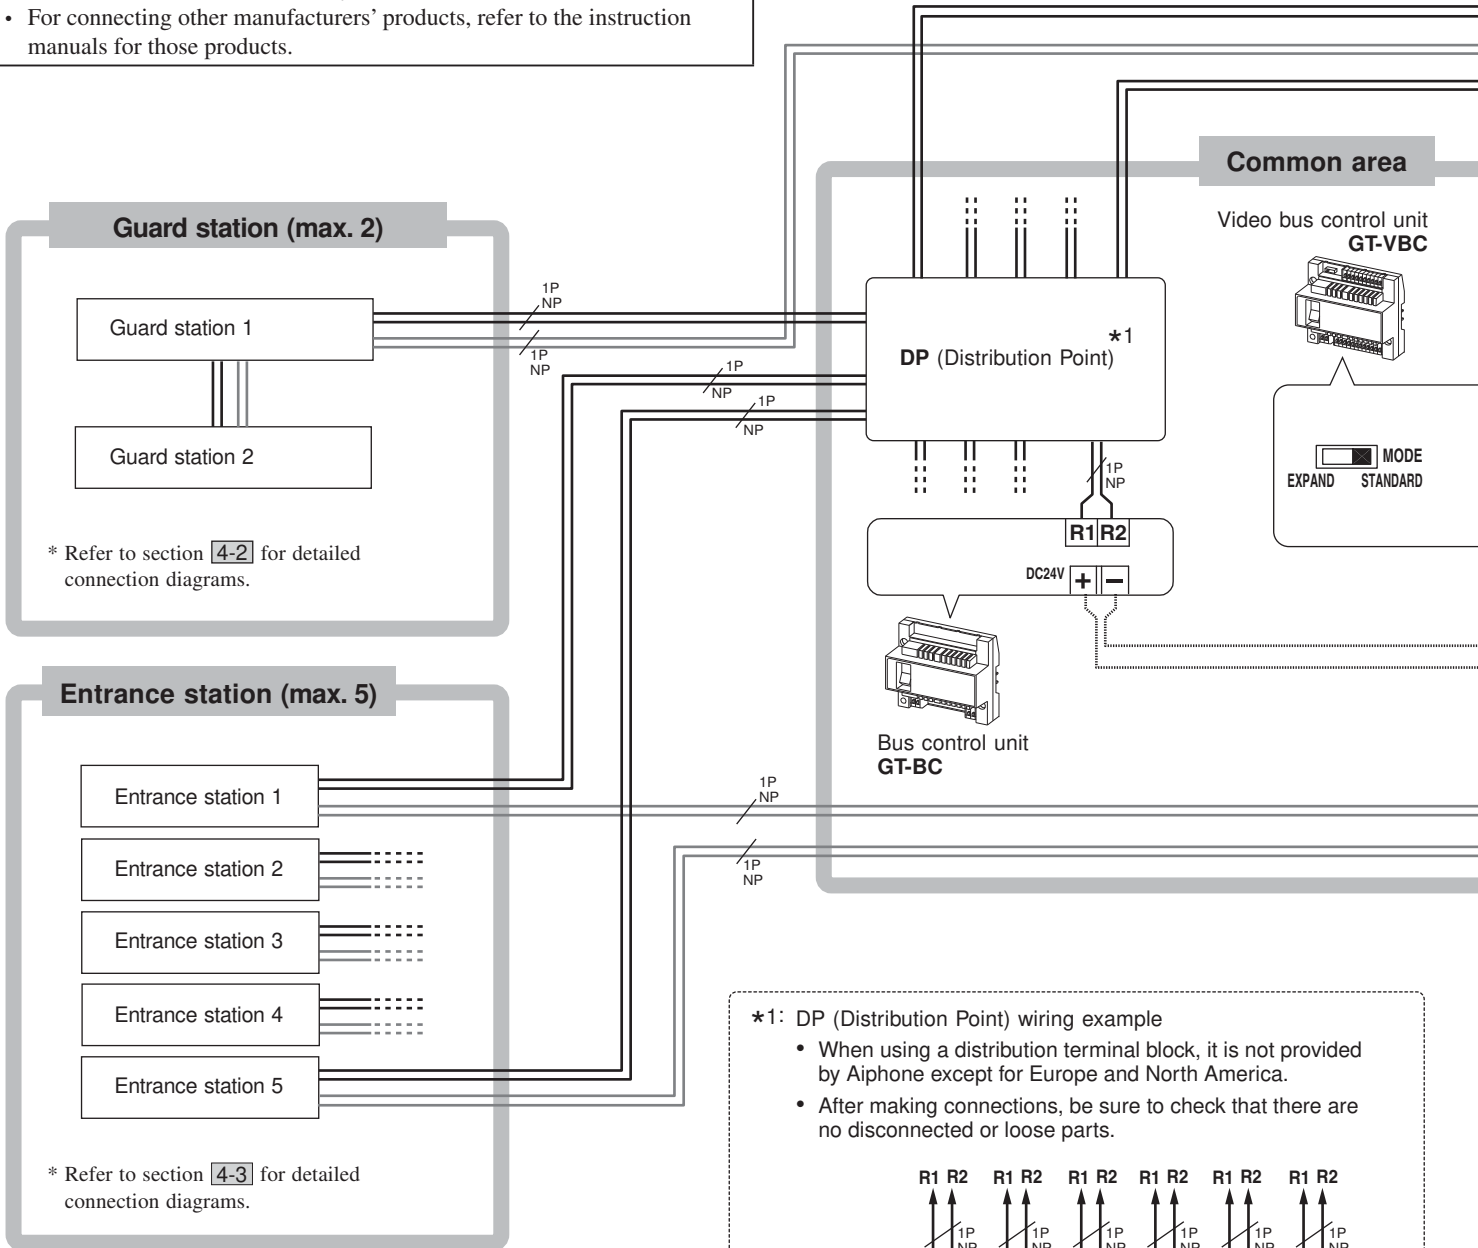 • For connecting other manufacturers’ products, refer to the instruction
manuals for those products.
Common area
Video bus control unit
GT-VBC
MODE
EXPAND STANDARD
Guard station (max. 2)
Guard station 1
Guard station 2
* Refer to section 4-2 for detailed
connection diagrams.
1P
NP
1P
NP
1P
NP
1P
NP
DP (Distribution Point) *1
1P
NP
R1 R2
DC24V + −
Bus control unit
GT-BC
Entrance station (max. 5)
Entrance station 1
Entrance station 2
Entrance station 3
Entrance station 4
Entrance station 5
* Refer to section 4-3 for detailed
connection diagrams.
1P
NP
1P
NP
*1: DP (Distribution Point) wiring example
• When using a distribution terminal block, it is not provided
by Aiphone except for Europe and North America.
• After making connections, be sure to check that there are
no disconnected or loose parts.
R1 R2 R1 R2 R1 R2 R1 R2 R1 R2 R1 R2
1P 1P 1P 1P 1P 1P
NP NP NP NP NP NP